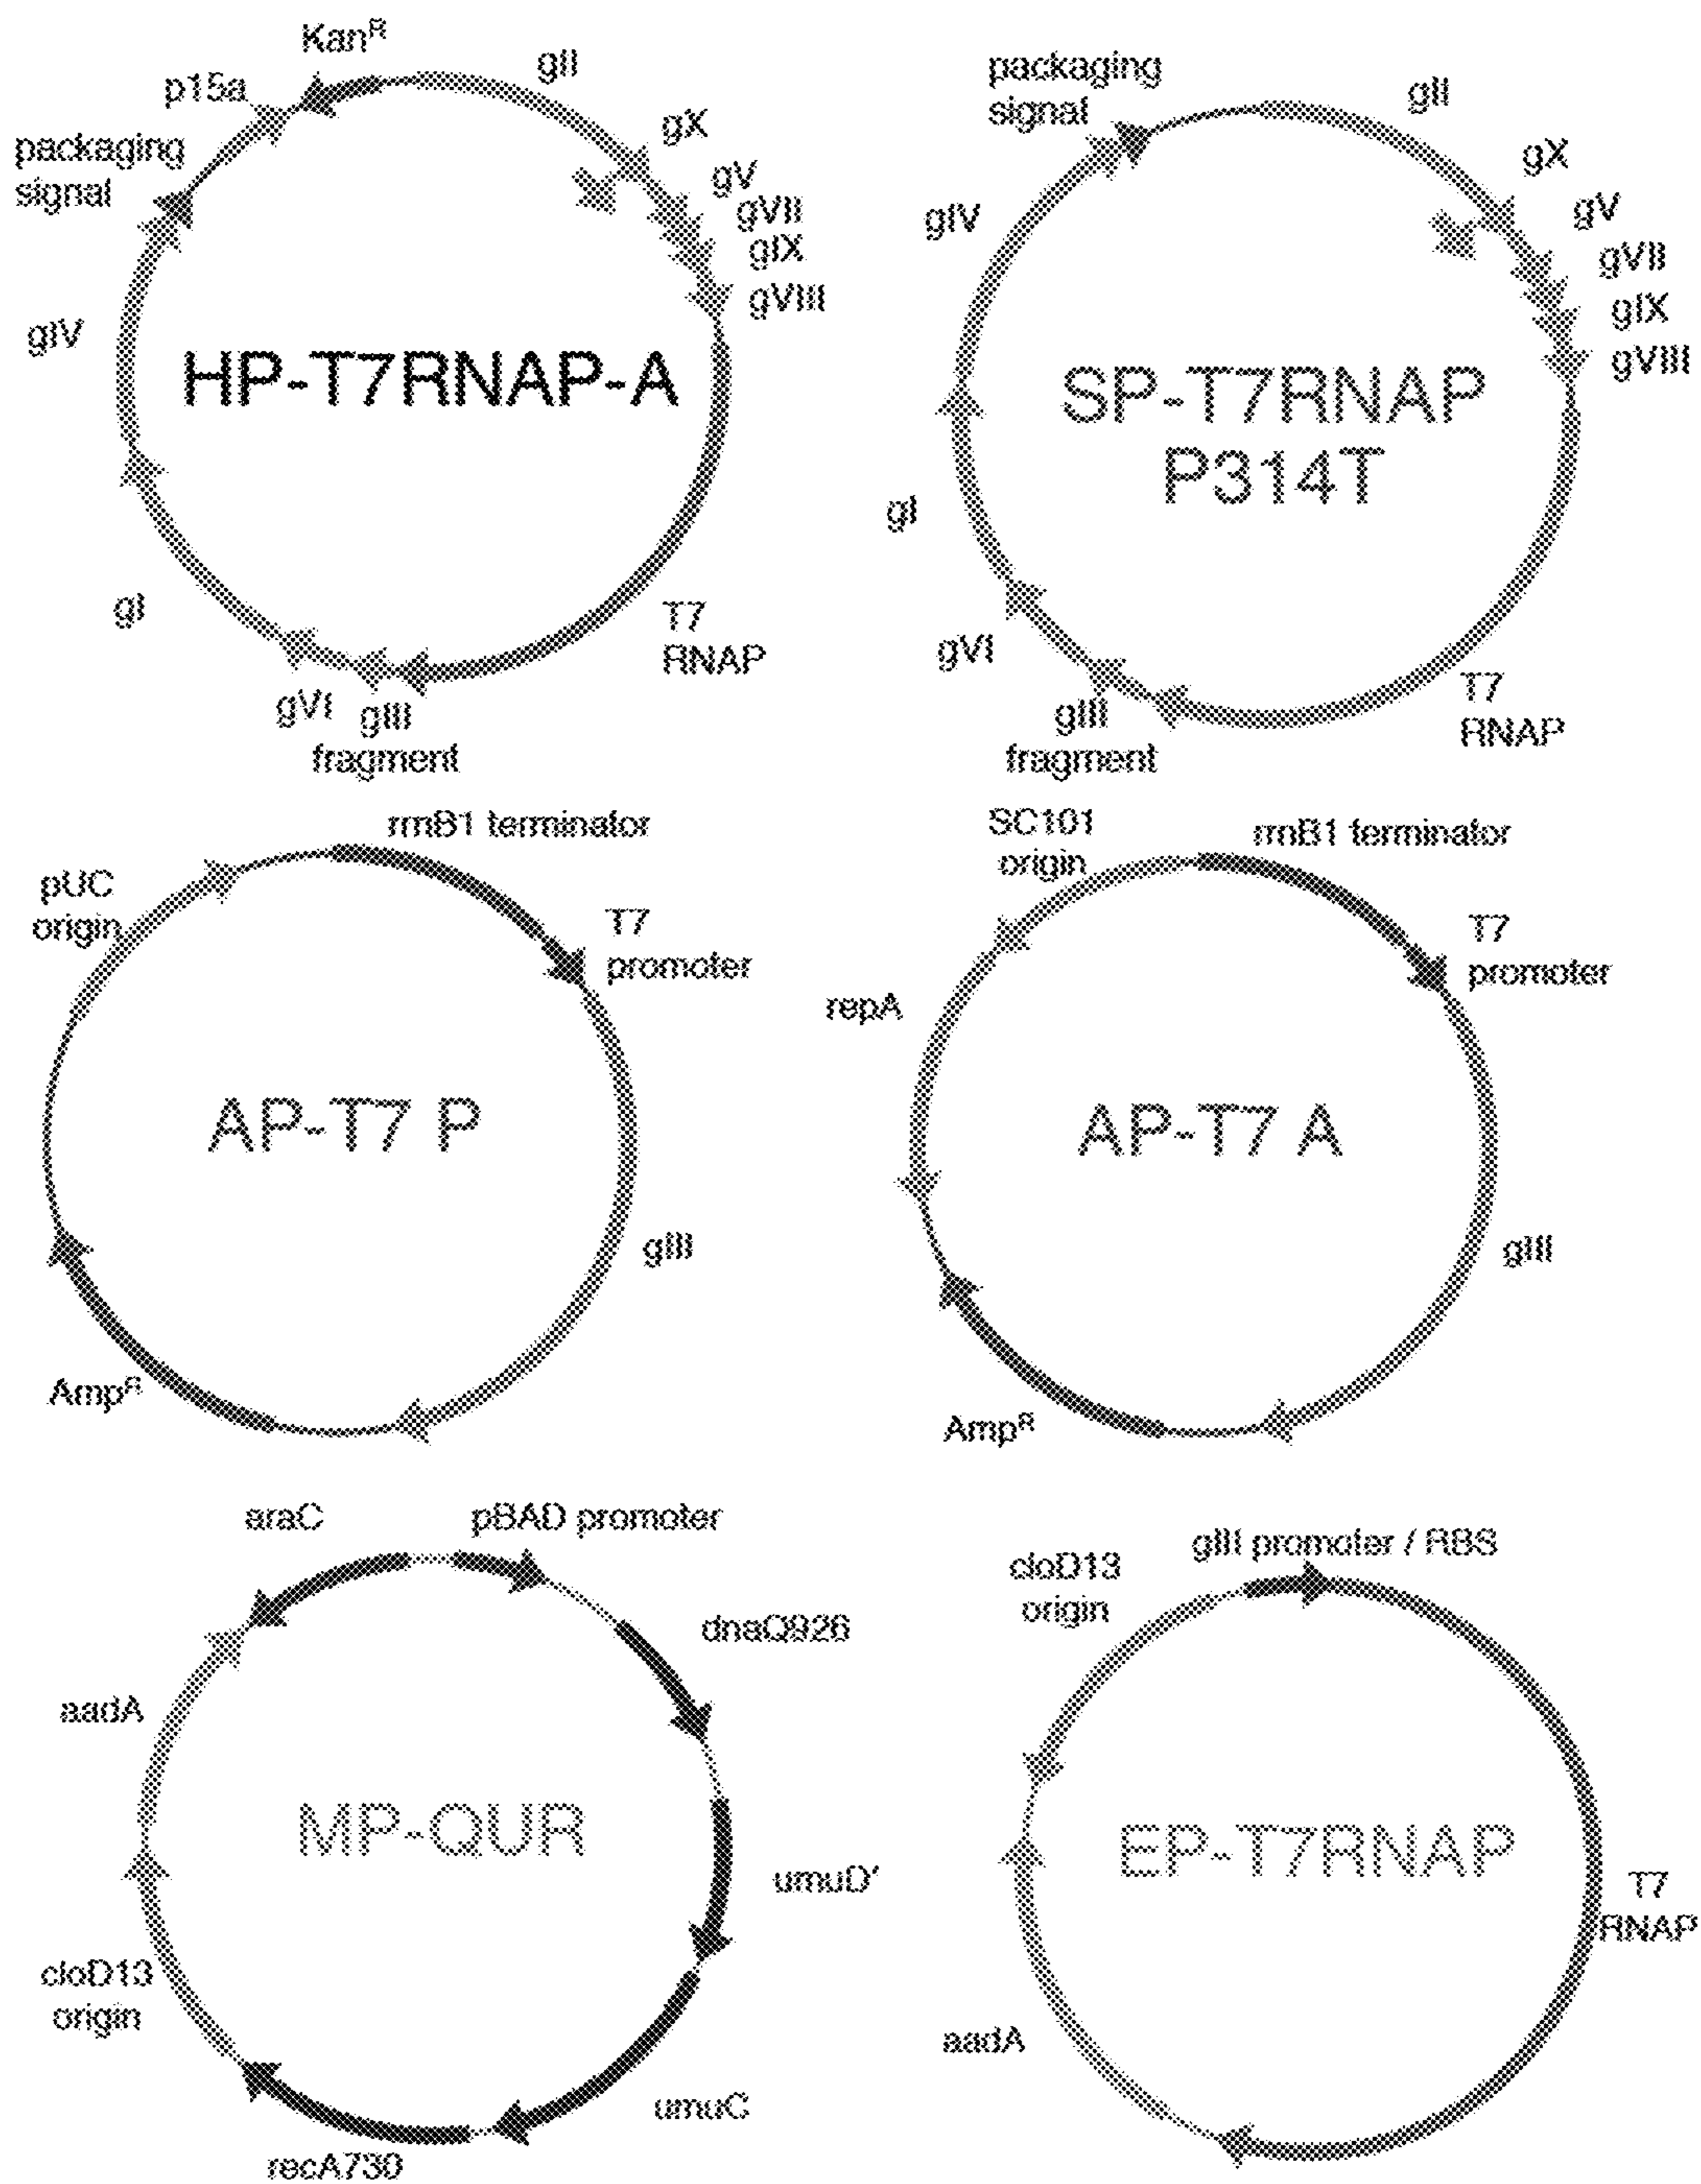 Kanᴿ
gII
p15a
gX
packaging
signal
gV
gVII
gIX
gVIII
gIV
HP-T7RNAP-A
gI
T7
RNAP
gVI
gIII
fragment
packaging
signal
gII
gX
gV
gVII
gIX
gVIII
gIV
SP-T7RNAP
P314T
gI
gVI
gIII
fragment
T7
RNAP
rrnB1 terminator
pUC
origin
T7
promoter
AP-T7 P
gIII
Ampᴿ
SC101
origin
rrnB1 terminator
T7
promoter
repA
AP-T7 A
gIII
Ampᴿ
araC
pBAD promoter
dnaQ926
aadA
MP-QUR
umuD'
cloD13
origin
umuC
recA730
cloD13
origin
gIII promoter / RBS
EP-T7RNAP
T7
RNAP
aadA